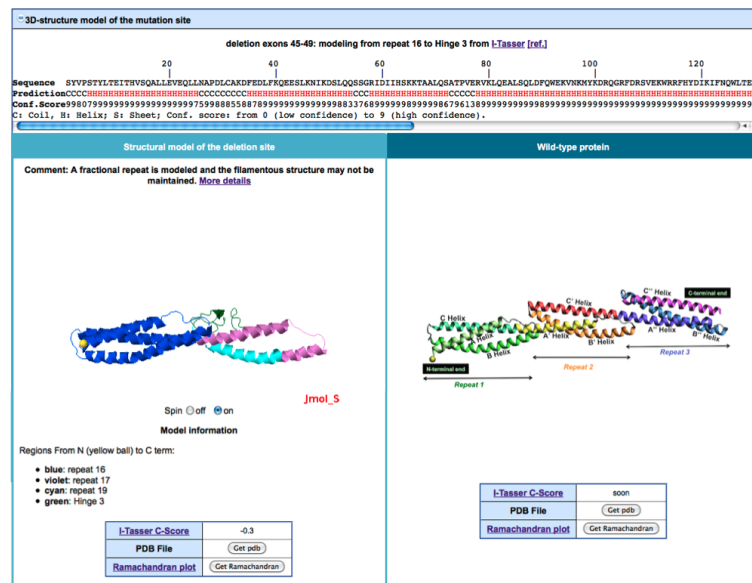 3D-structure model of the mutation site
deletion exons 45-49: modeling from repeat 16 to Hinge 3 from I-Tasser [ref.]
20 40 60 80 100 120
Sequence SYVPSTYLTEITHVSQALLEVEQLLNAPDLCAKDFEDLFKQEESLKNIKDSLQQSSGRIDIIHSKKTAALQSATPVERVKLQEALSQLDFQWEKVNKMYKDRQGRFDRSVEKWRRFHYDIKIFNQWLTE
Prediction
Conf.Score
C: Coil, H: Helix; S: Sheet; Conf. score: from 0 (low confidence) to 9 (high confidence).
Structural model of the deletion site
Wild-type protein
Comment: A fractional repeat is modeled and the filamentous structure may not be
maintained. More details
C'' Helix
C-terminal end
C' Helix
C Helix
A'' Helix
B'' Helix
A' Helix
B' Helix
B Helix
N-terminal end
Repeat 1
Repeat 2
Repeat 3
Jmol_S
Spin off on
Model information
Regions From N (yellow ball) to C term:
• blue: repeat 16
• violet: repeat 17
• cyan: repeat 19
• green: Hinge 3
I-Tasser C-Score -0.3
PDB File Get pdb
Ramachandran plot Get Ramachandran
I-Tasser C-Score soon
PDB File Get pdb
Ramachandran plot Get Ramachandran